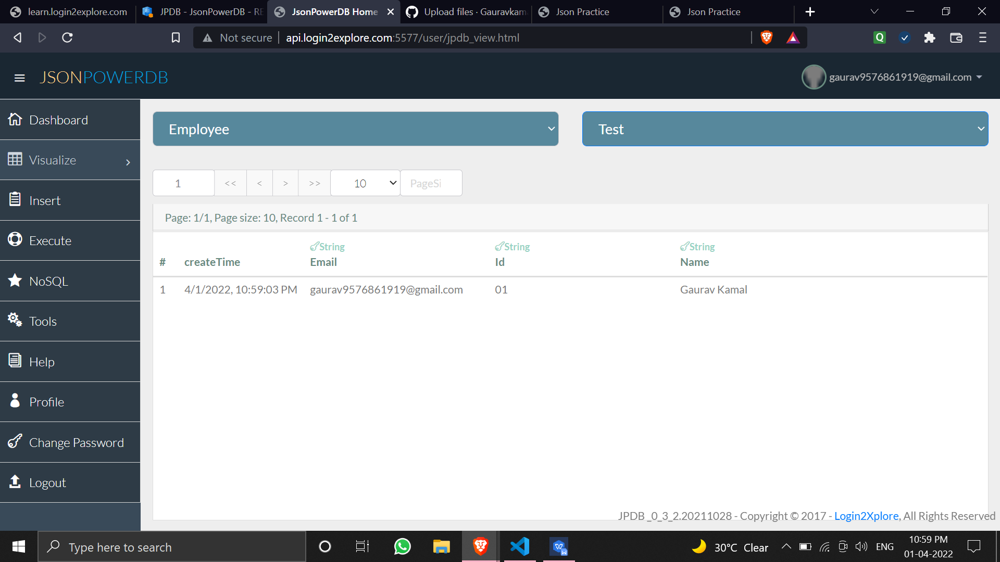 learn.login2explore.com
JPDB - JsonPowerDB - RE
JsonPowerDB Home
Upload files · Gauravkam
Json Practice
Json Practice
Not secure
api.login2explore.com:5577/user/jpdb_view.html
JSONPOWERDB
gaurav9576861919@gmail.com
Dashboard
Visualize
Insert
Execute
NoSQL
Tools
Help
Profile
Change Password
Logout
Employee
Test
1 << < > >> 10 PageSi
Page: 1/1, Page size: 10, Record 1 - 1 of 1
String String String
# createTime Email Id Name
1 4/1/2022, 10:59:03 PM gaurav9576861919@gmail.com 01 Gaurav Kamal
JPDB _0_3_2.20211028 - Copyright © 2017 - Login2Xplore, All Rights Reserved
Type here to search
30°C Clear
ENG
10:59 PM
01-04-2022